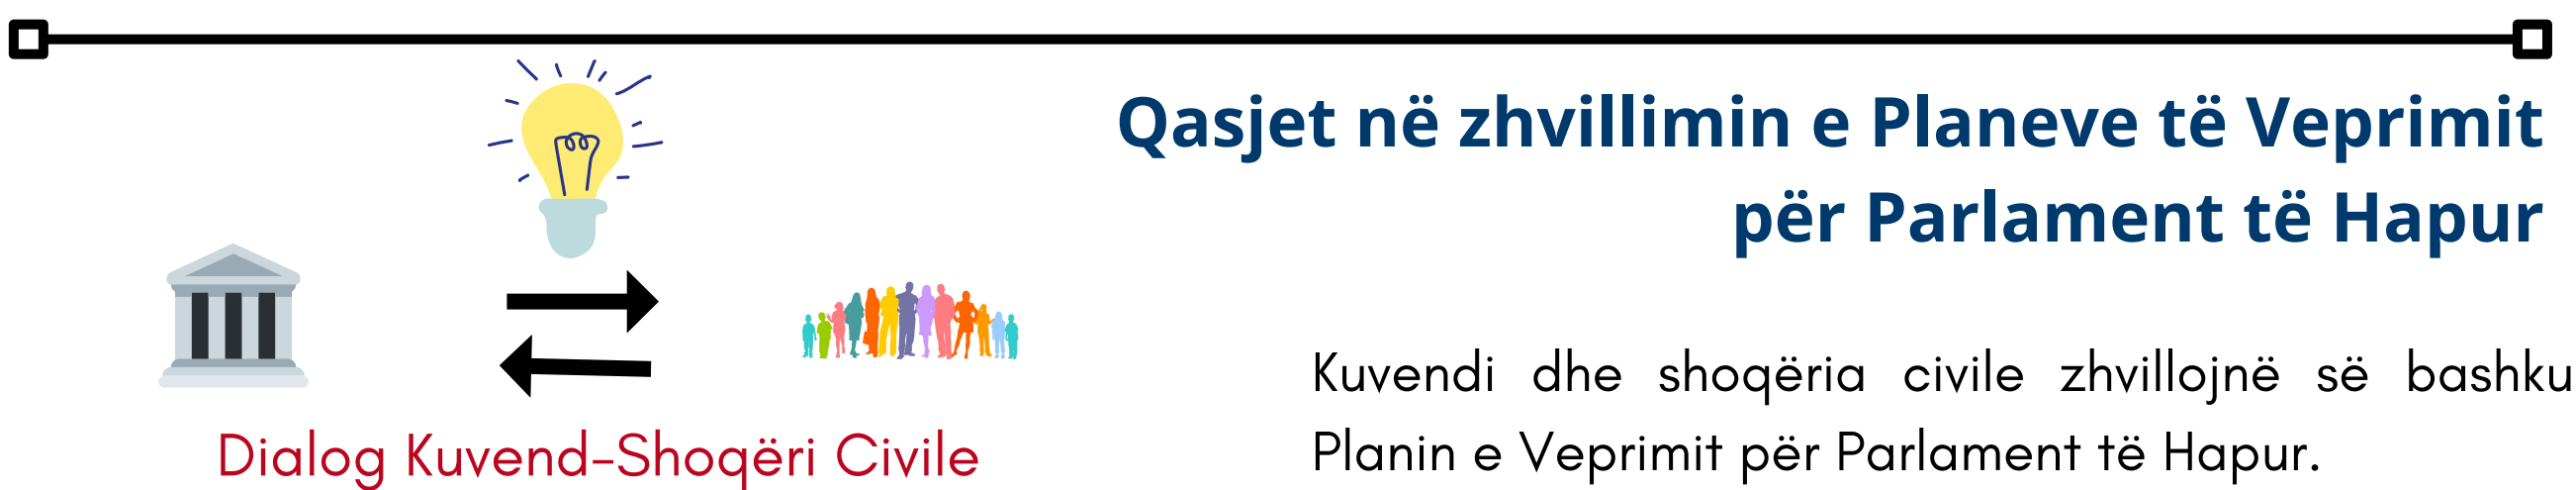 Qasjet në zhvillimin e Planeve të Veprimit
për Parlament të Hapur
Dialog Kuvend-Shoqëri Civile
Kuvendi dhe shoqëria civile zhvillojnë së bashku
Planin e Veprimit për Parlament të Hapur.